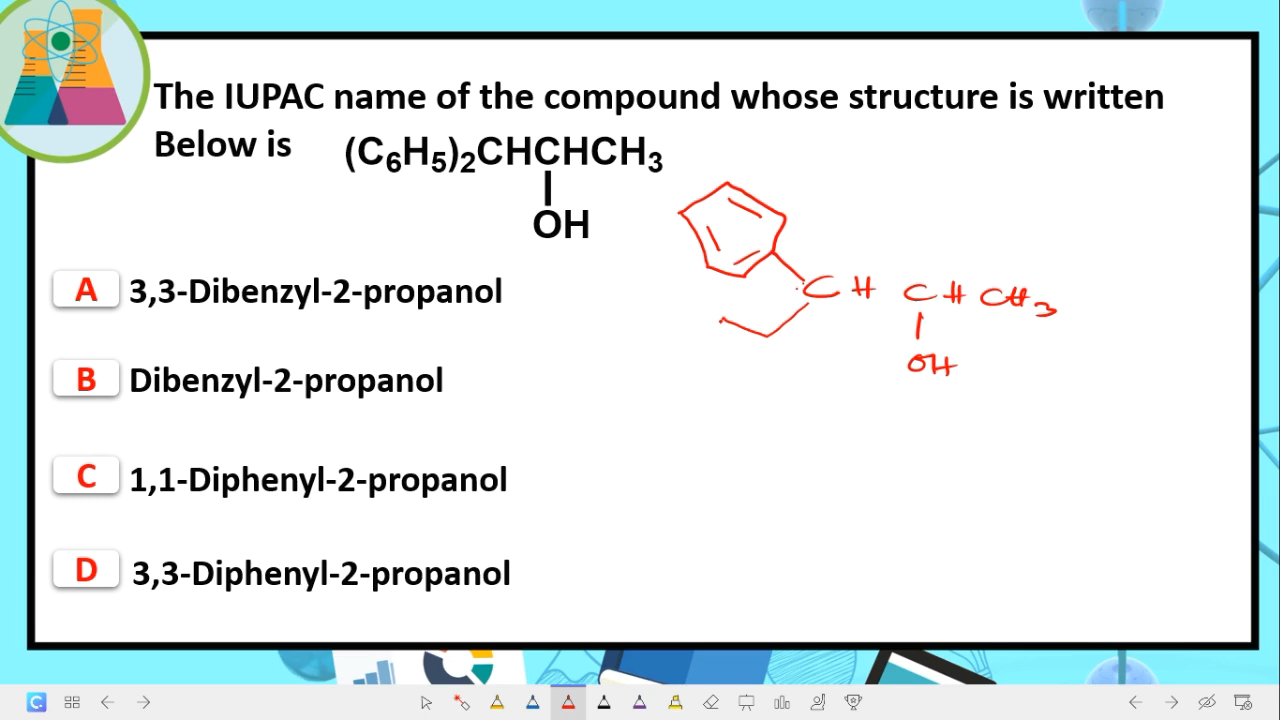 The IUPAC name of the compound whose structure is written
Below is (C₆H₅)₂CHCHCH₃
OH
A 3,3-Dibenzyl-2-propanol
CH CH CH₃
OH
B Dibenzyl-2-propanol
C 1,1-Diphenyl-2-propanol
D 3,3-Diphenyl-2-propanol